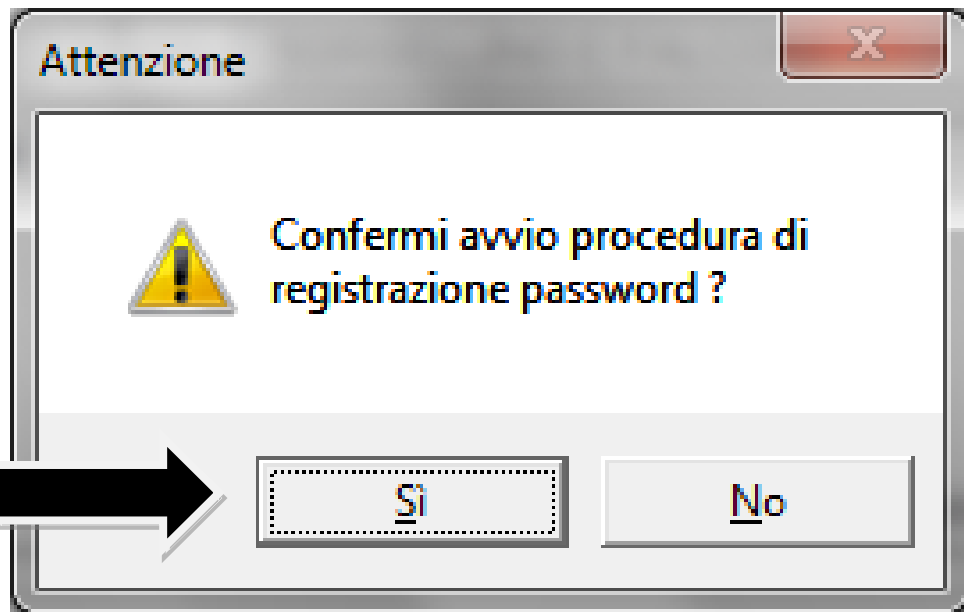 Attenzione
Confermi avvio procedura di
registrazione password ?
Sì
No